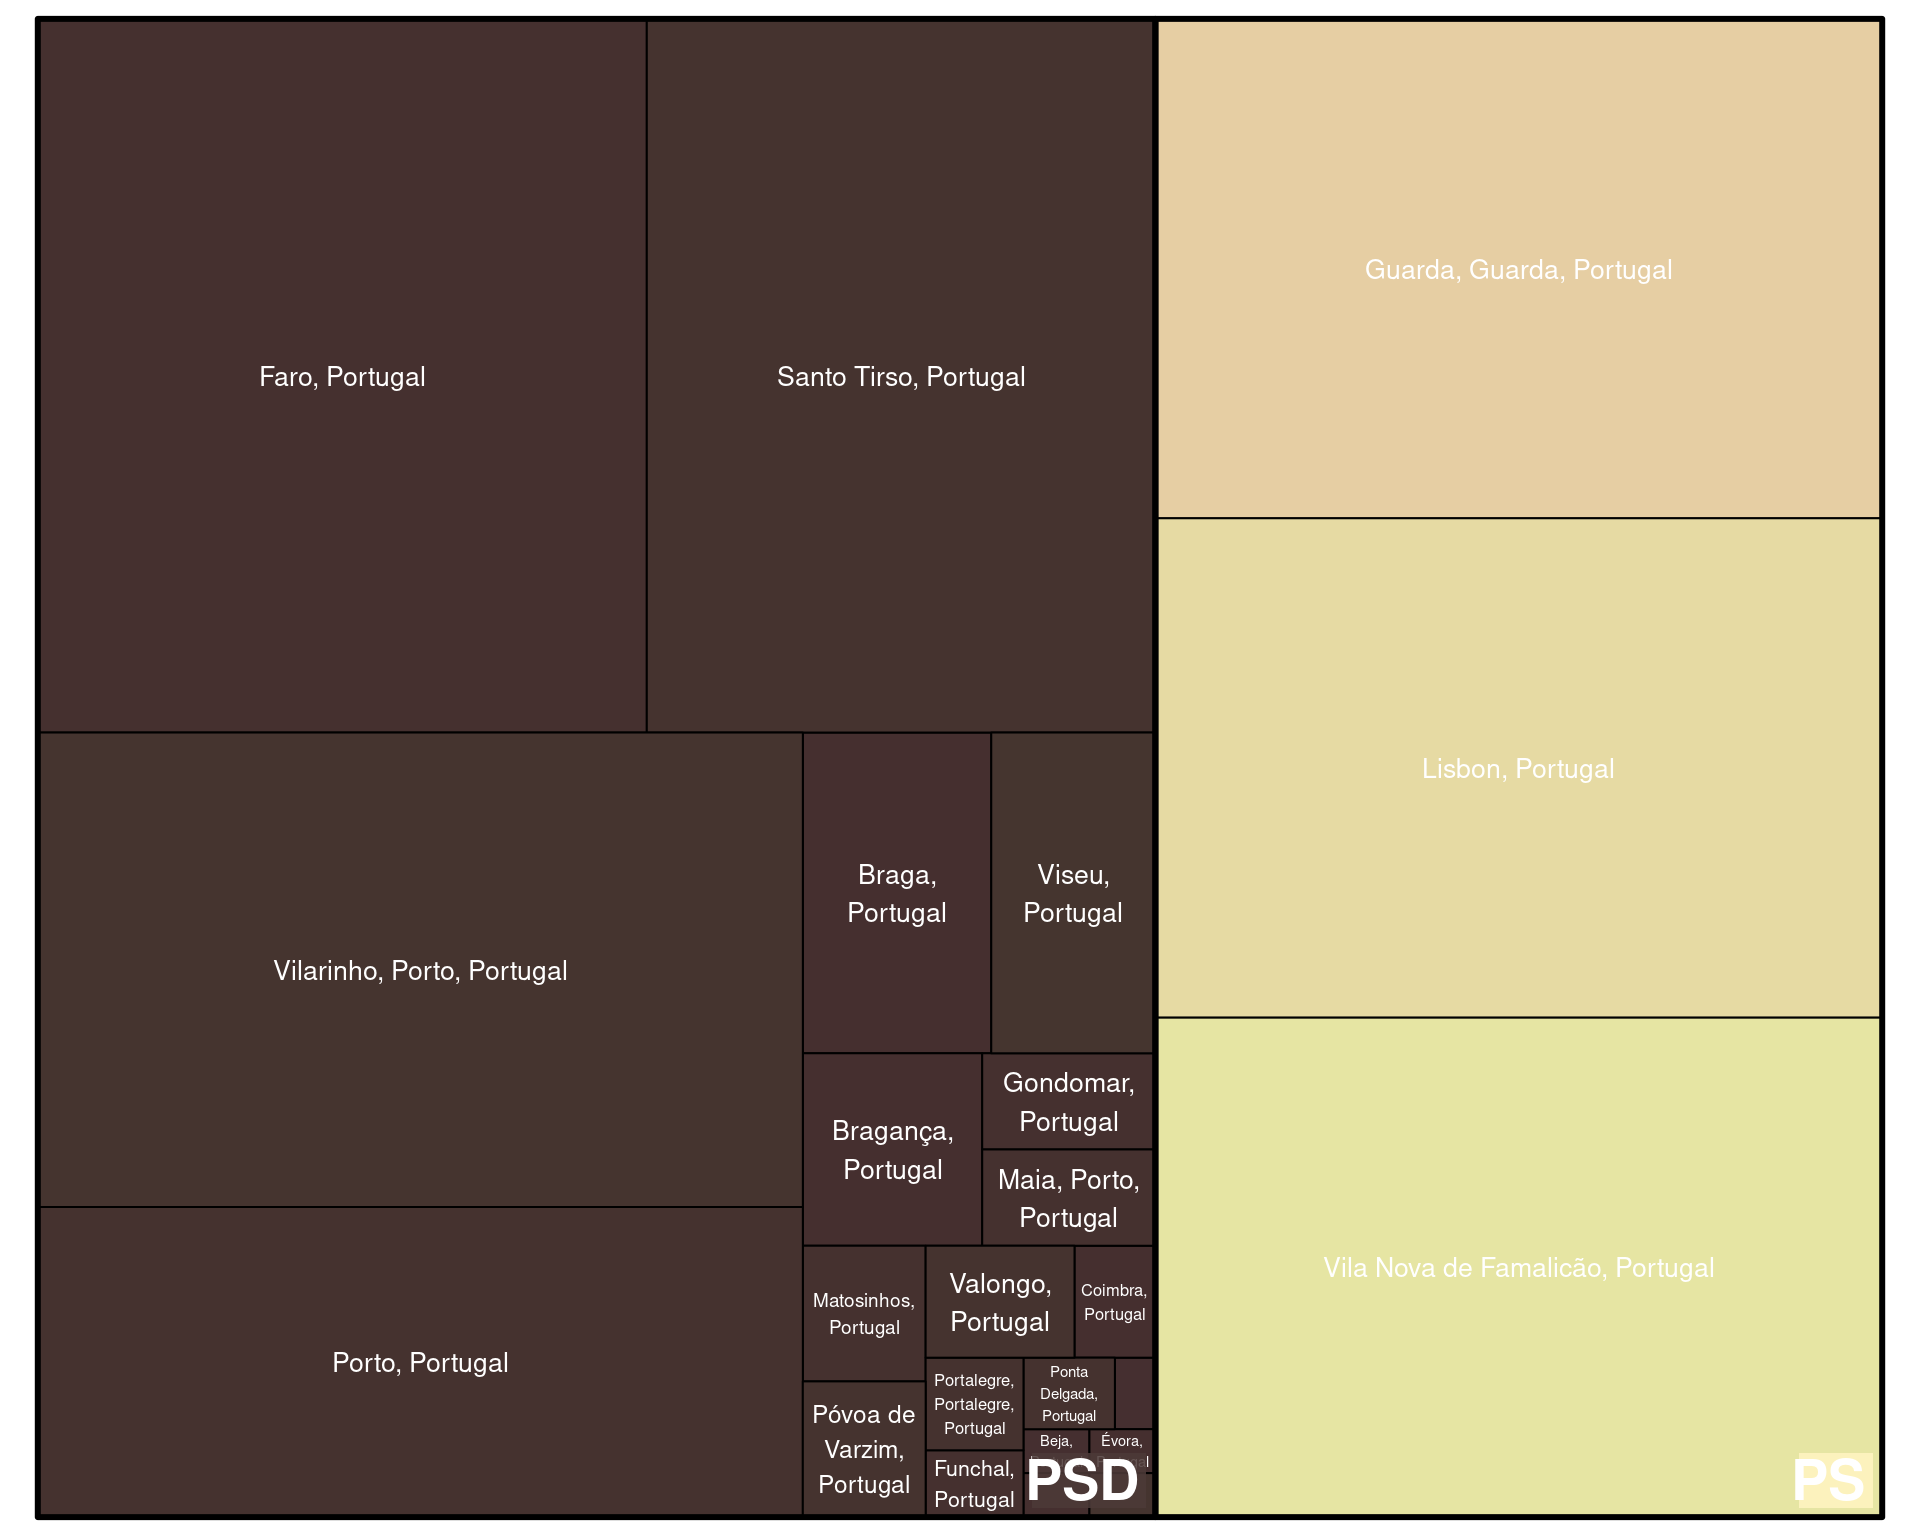 Faro, Portugal
Santo Tirso, Portugal
Guarda, Guarda, Portugal
Lisbon, Portugal
Vila Nova de Famalicão, Portugal
Vilarinho, Porto, Portugal
Porto, Portugal
Braga,
Portugal
Viseu,
Portugal
Bragança,
Portugal
Gondomar,
Portugal
Maia, Porto,
Portugal
Matosinhos,
Portugal
Valongo,
Portugal
Coimbra,
Portugal
Póvoa de
Varzim,
Portugal
Portalegre,
Portalegre,
Portugal
Funchal,
Portugal
Ponta
Delgada,
Portugal
Beja,
Évora,
PSD
PS